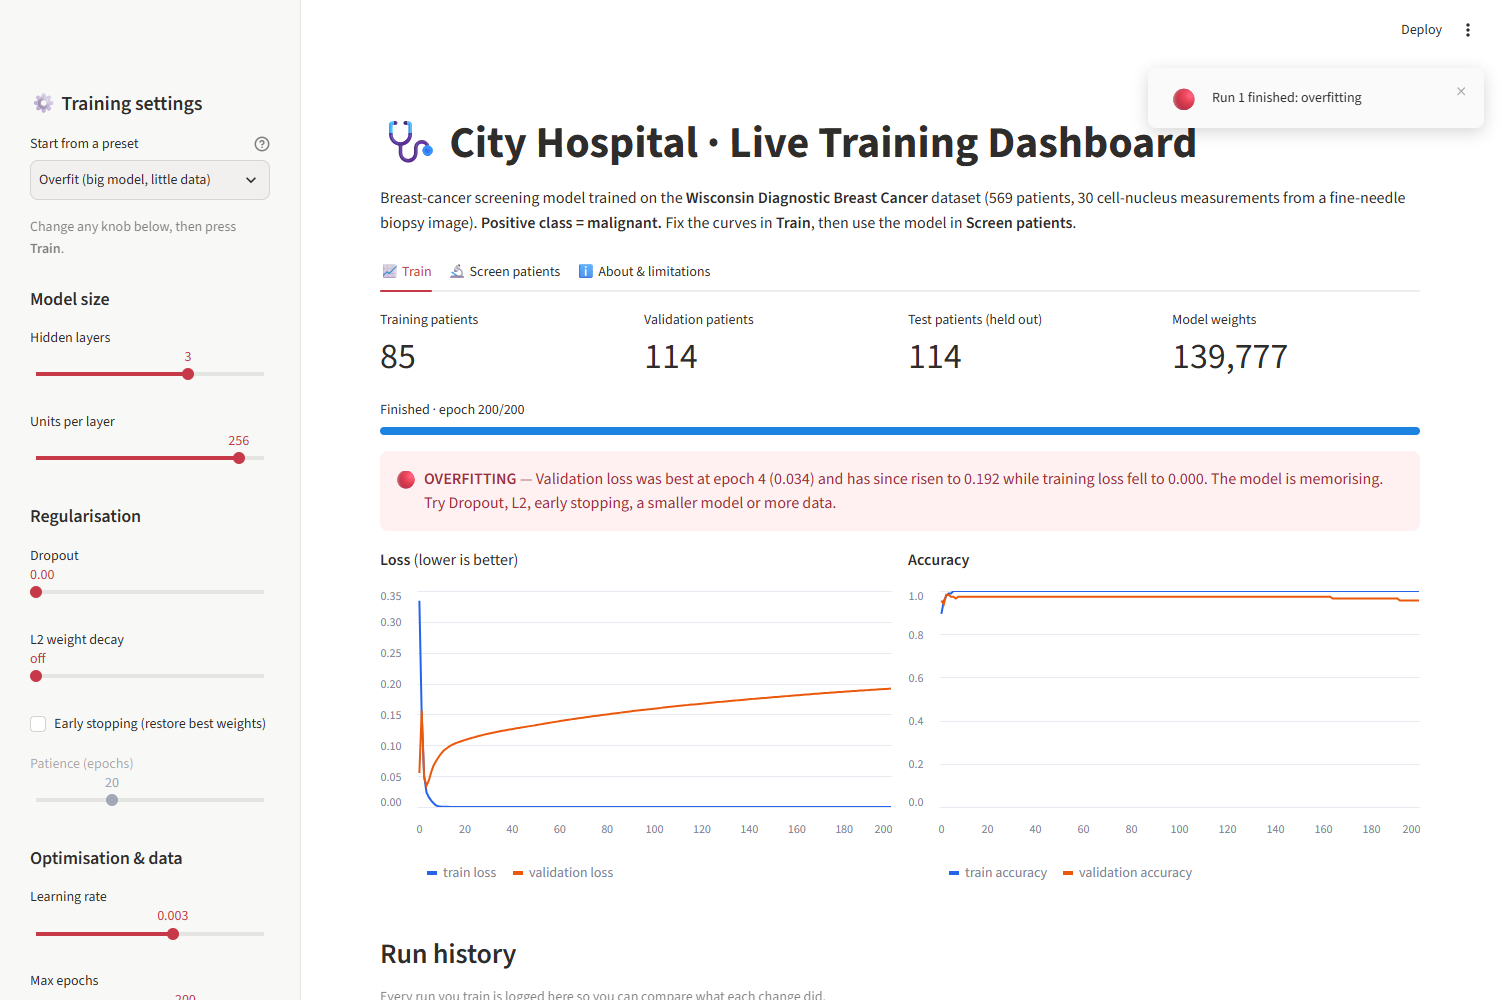 Deploy
Run 1 finished: overfitting
Training settings
Start from a preset
Overfit (big model, little data)
Change any knob below, then press
Train.
Model size
Hidden layers
3
Units per layer
256
Regularisation
Dropout
0.00
L2 weight decay
off
Early stopping (restore best weights)
Patience (epochs)
20
Optimisation & data
Learning rate
0.003
Max epochs
200
City Hospital · Live Training Dashboard
Breast-cancer screening model trained on the Wisconsin Diagnostic Breast Cancer dataset (569 patients, 30 cell-nucleus measurements from a fine-needle
biopsy image). Positive class = malignant. Fix the curves in Train, then use the model in Screen patients.
Train Screen patients About & limitations
Training patients Validation patients Test patients (held out) Model weights
85 114 114 139,777
Finished · epoch 200/200
OVERFITTING — Validation loss was best at epoch 4 (0.034) and has since risen to 0.192 while training loss fell to 0.000. The model is memorising.
Try Dropout, L2, early stopping, a smaller model or more data.
Loss (lower is better)
0.35
0.30
0.25
0.20
0.15
0.10
0.05
0.00
0 20 40 60 80 100 120 140 160 180 200
train loss validation loss
Accuracy
1.0
0.8
0.6
0.4
0.2
0.0
0 20 40 60 80 100 120 140 160 180 200
train accuracy validation accuracy
Run history
Every run you train is logged here so you can compare what each change did.